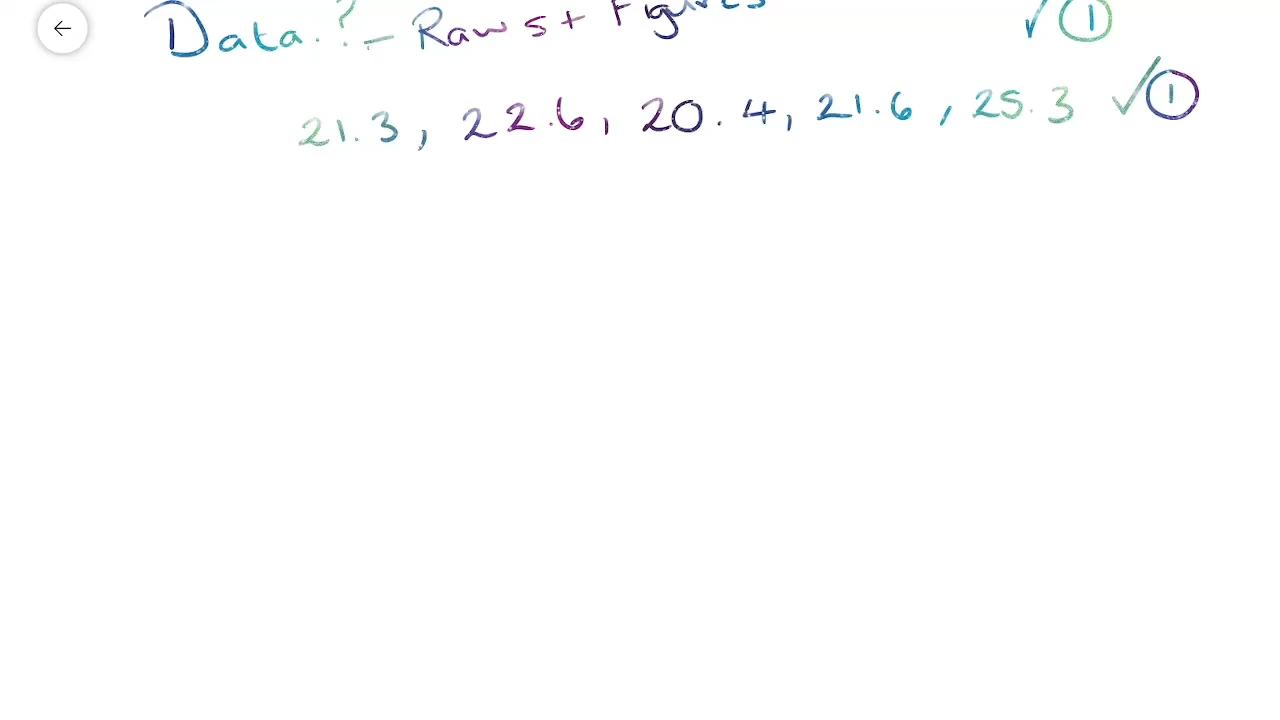 Data? - Raw s + Figures ✓ ①
21.3, 22.6, 20.4, 21.6, 25.3 ✓ ①